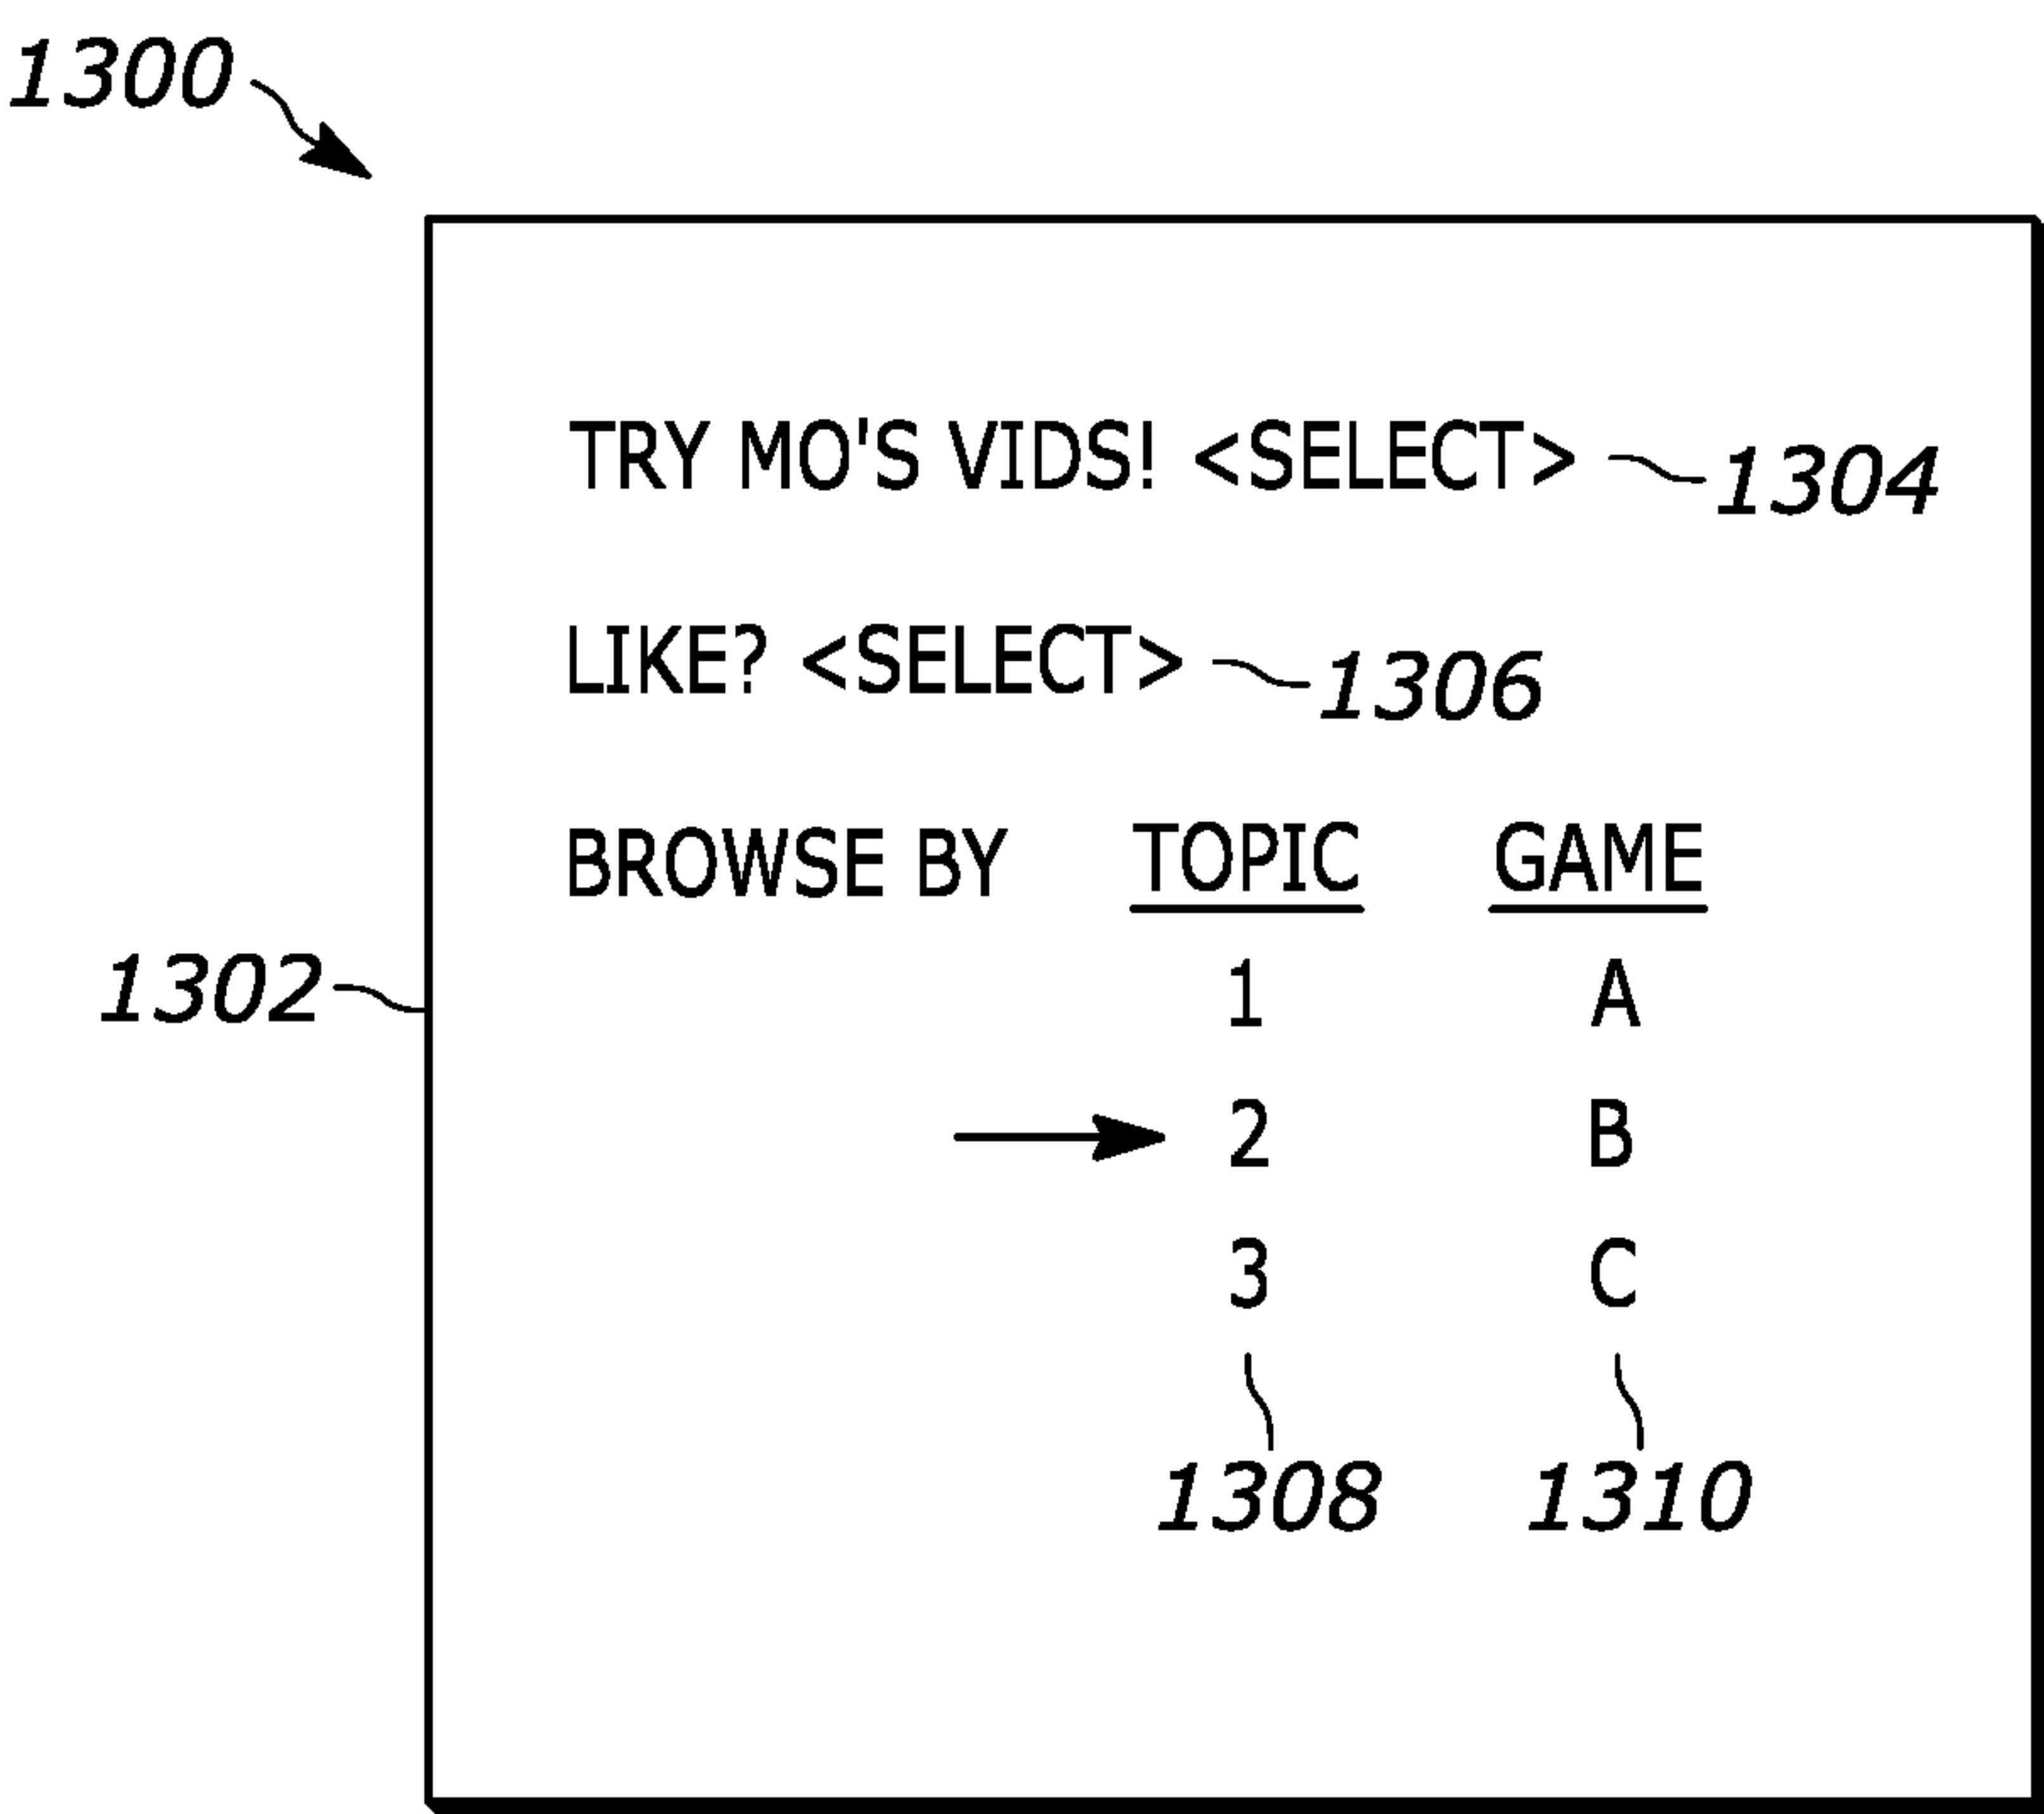 1300
TRY MO'S VIDS! <SELECT> 1304
LIKE? <SELECT> 1306
BROWSE BY TOPIC GAME
1302 1 A
2 B
3 C
1308 1310